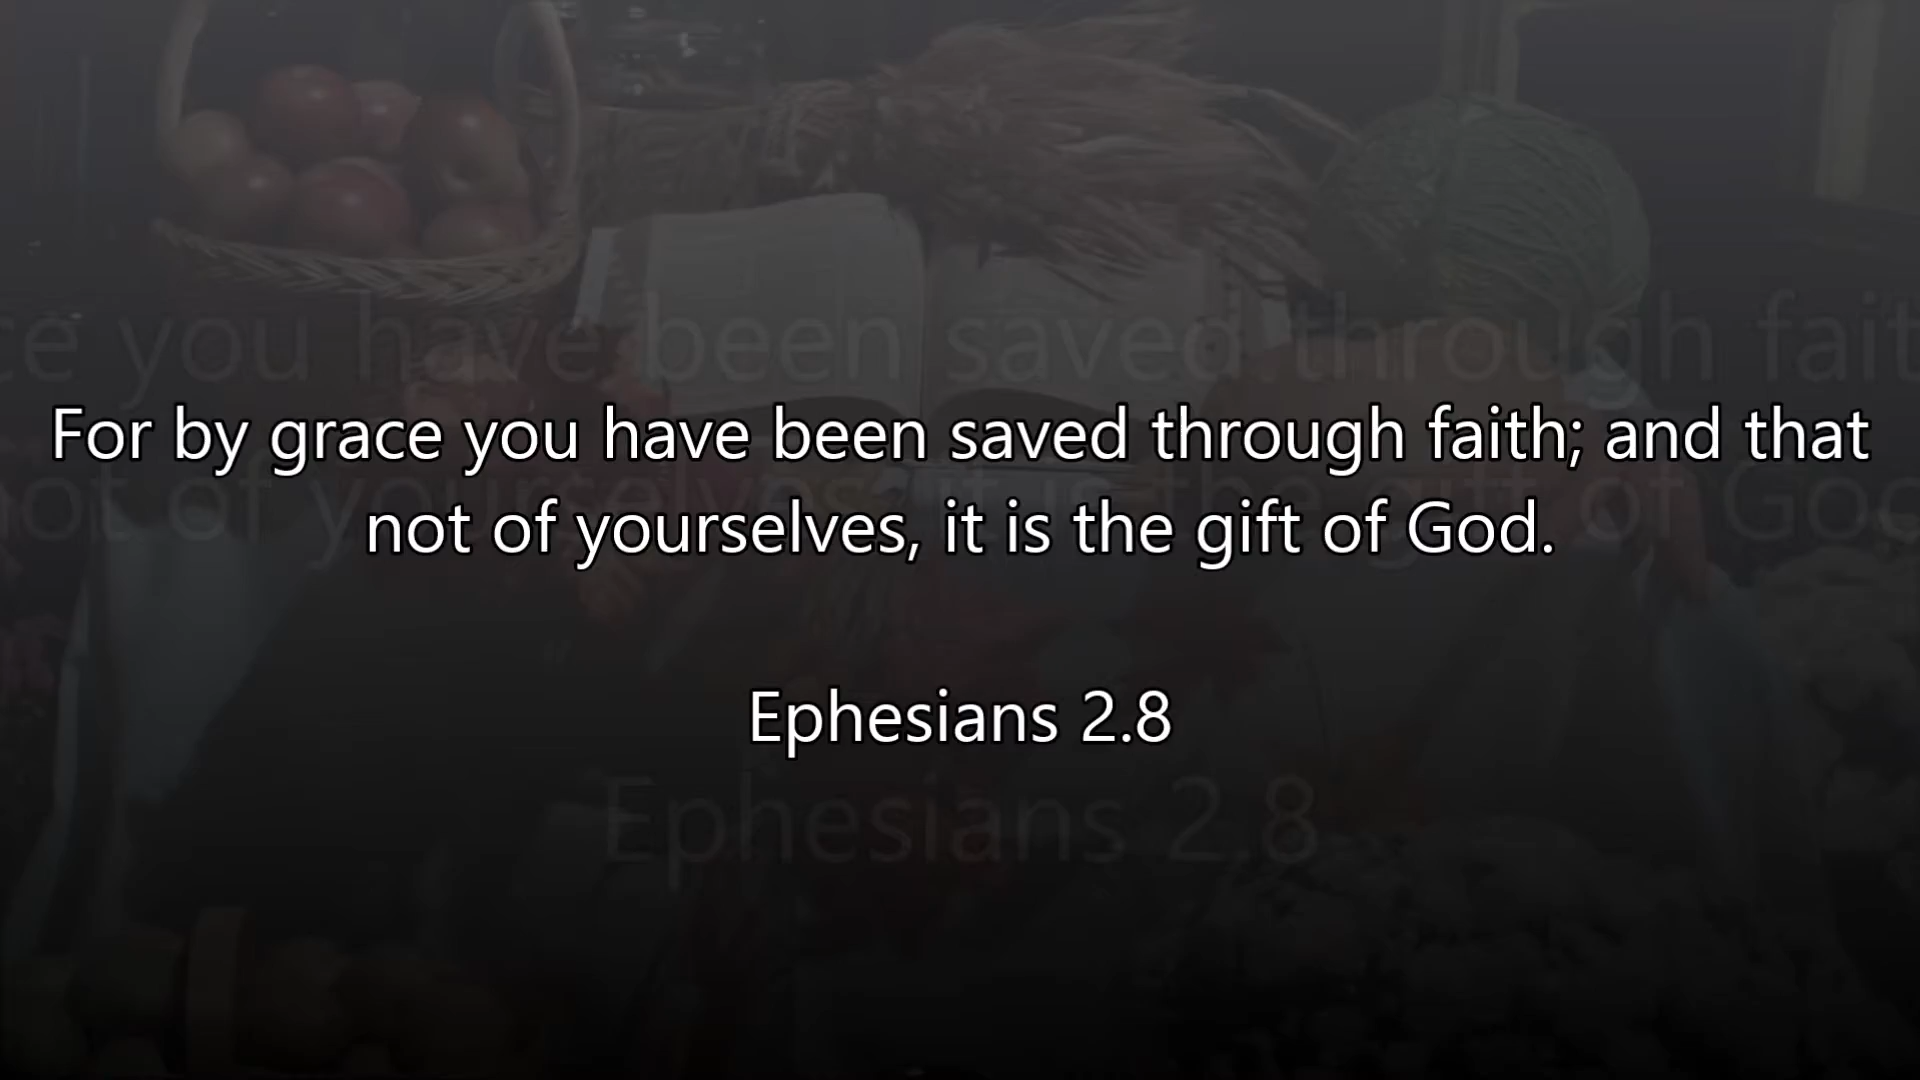 For by grace you have been saved through faith; and that
not of yourselves, it is the gift of God.
Ephesians 2.8